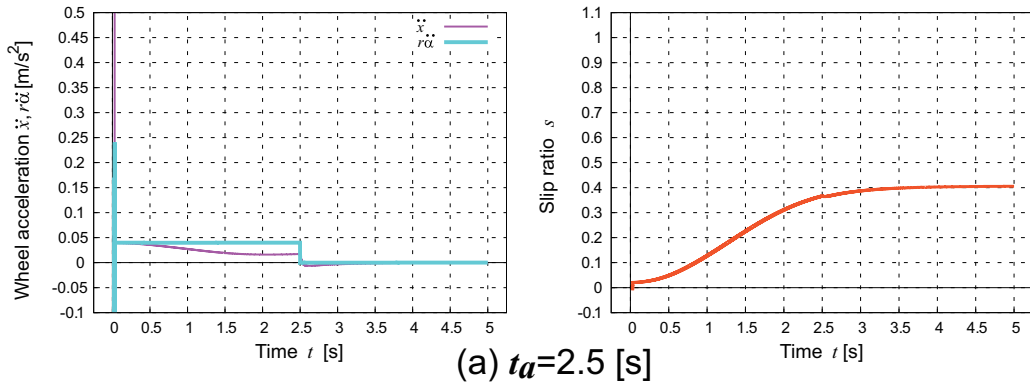 Wheel acceleration ẍ, rα̈ [m/s²]
0.5
0.45
0.4
0.35
0.3
0.25
0.2
0.15
0.1
0.05
0
-0.05
-0.1
ẍ
rα̈
0 0.5 1 1.5 2 2.5 3 3.5 4 4.5 5
Time t [s]
Slip ratio s
1.1
1
0.9
0.8
0.7
0.6
0.5
0.4
0.3
0.2
0.1
0
-0.1
0 0.5 1 1.5 2 2.5 3 3.5 4 4.5 5
Time t [s]
(a) ta=2.5 [s]